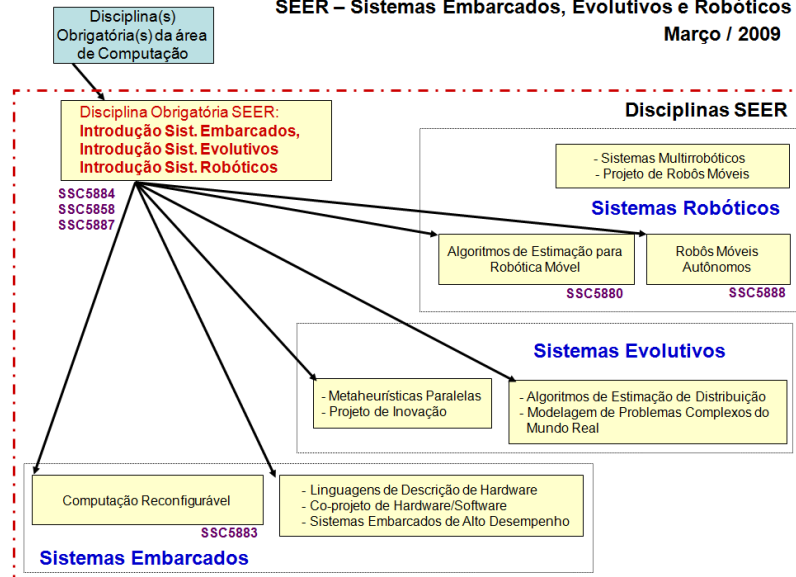 SEER – Sistemas Embarcados, Evolutivos e Robóticos
Março / 2009
Disciplina(s)
Obrigatória(s) da área
de Computação
Disciplina Obrigatória SEER:
Introdução Sist. Embarcados,
Introdução Sist. Evolutivos
Introdução Sist. Robóticos
SSC5884
SSC5858
SSC5887
Disciplinas SEER
- Sistemas Multirrobóticos
- Projeto de Robôs Móveis
Sistemas Robóticos
Algoritmos de Estimação para
Robótica Móvel
SSC5880
Robôs Móveis
Autônomos
SSC5888
Sistemas Evolutivos
- Metaheurísticas Paralelas
- Projeto de Inovação
- Algoritmos de Estimação de Distribuição
- Modelagem de Problemas Complexos do
Mundo Real
Computação Reconfigurável
SSC5883
- Linguagens de Descrição de Hardware
- Co-projeto de Hardware/Software
- Sistemas Embarcados de Alto Desempenho
Sistemas Embarcados